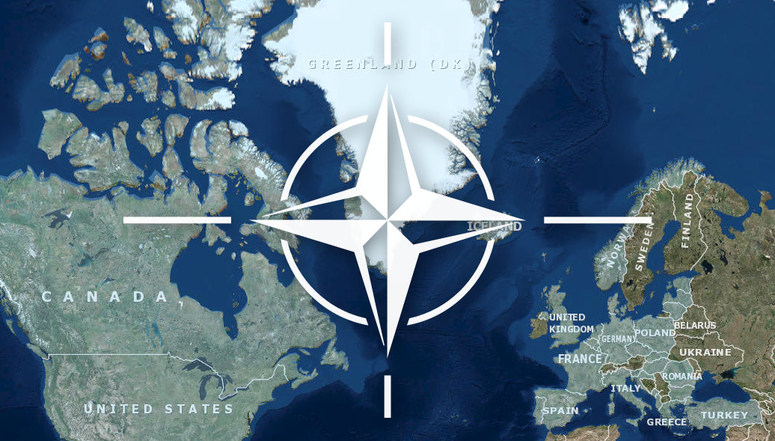 GREENLAND (DK)
ICELAND
NORWAY
SWEDEN
FINLAND
CANADA
UNITED
KINGDOM
GERMANY
POLAND
BELARUS
FRANCE
UKRAINE
ROMANIA
ITALY
UNITED STATES
SPAIN
GREECE
TURKEY